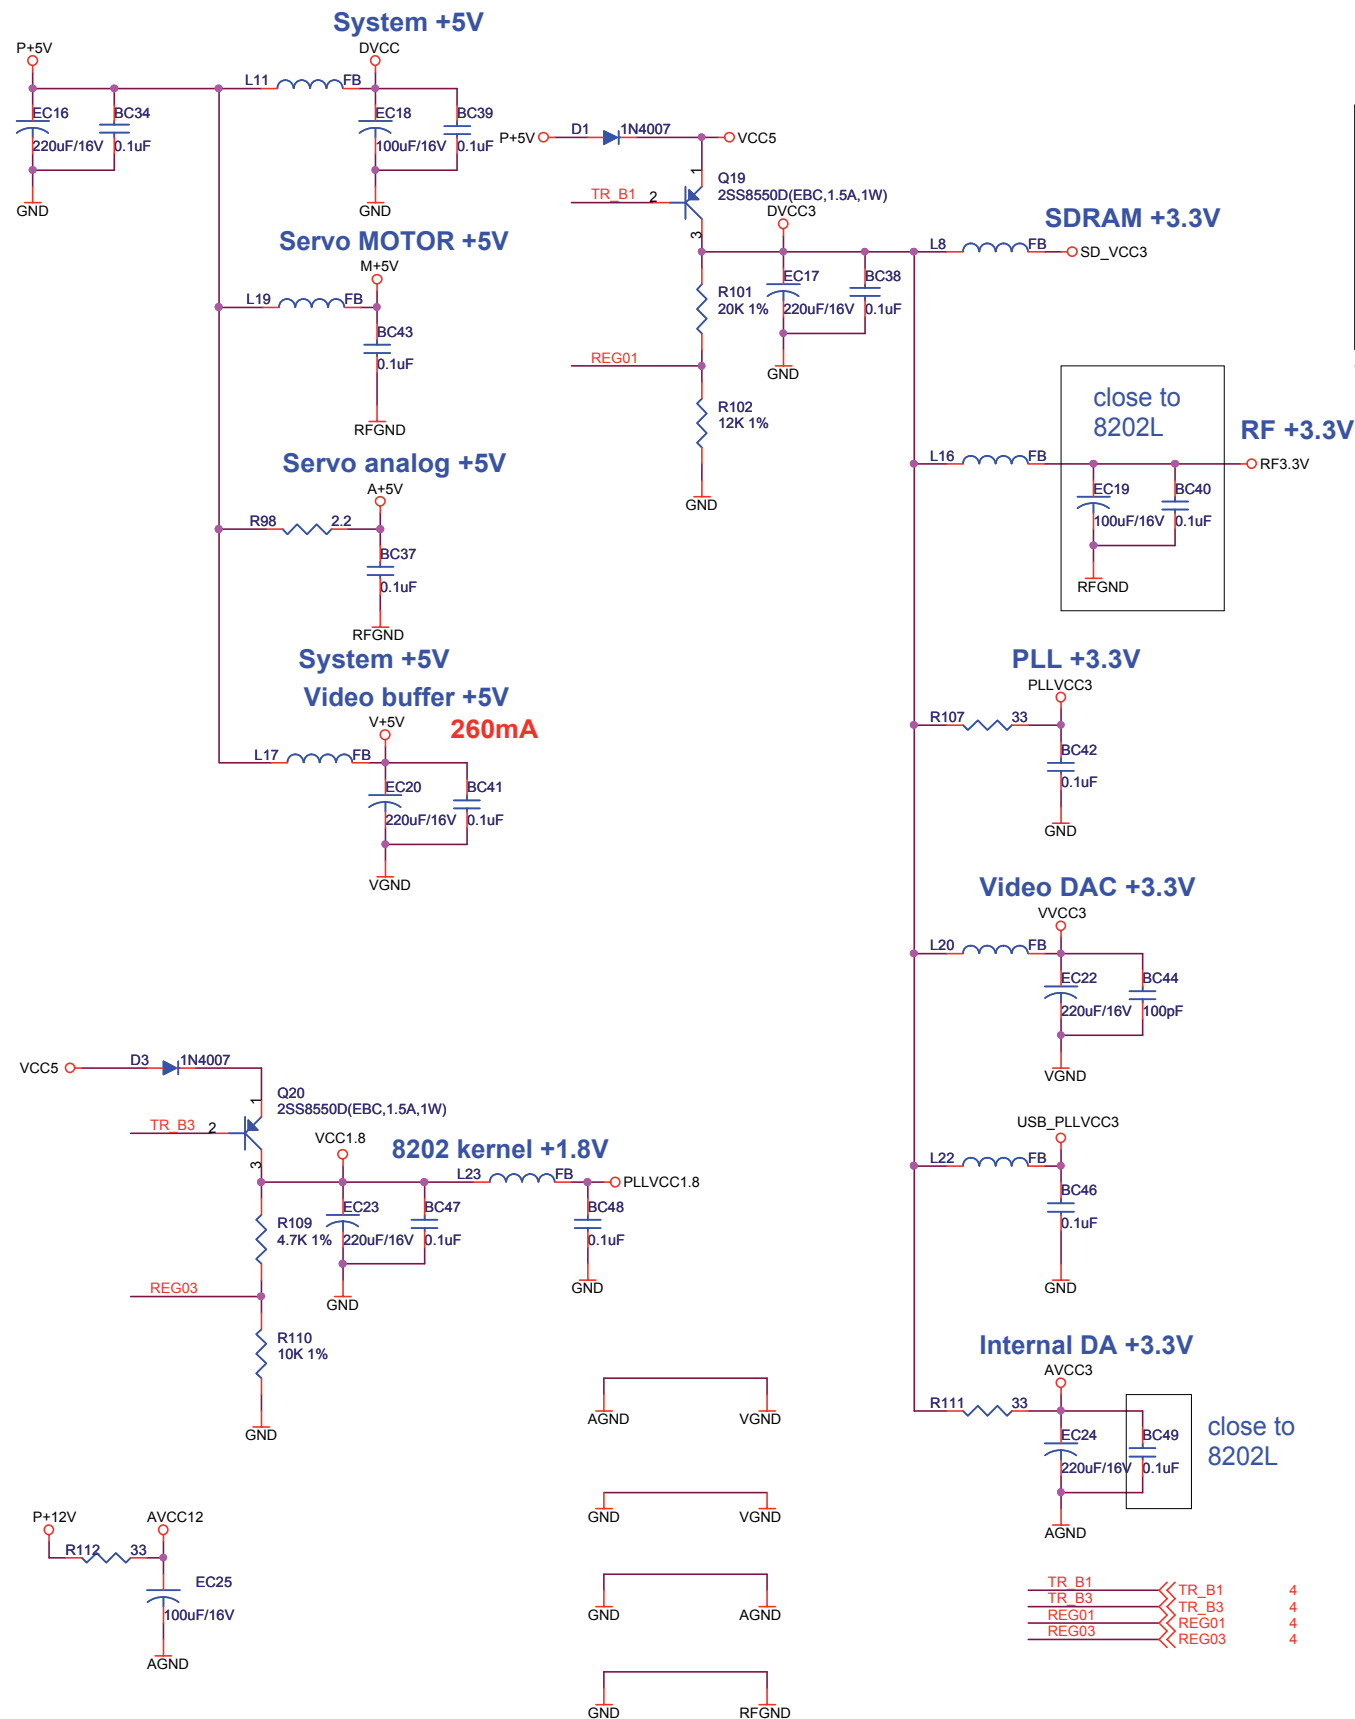 System +5V
P+5V
DVCC
L11
FB
EC16
220uF/16V
BC34
0.1uF
EC18
100uF/16V
BC39
0.1uF
GND
GND
P+5V
D1
1N4007
VCC5
1
Q19
2SS8550D(EBC,1.5A,1W)
TR_B1
2
3
DVCC3
EC17
220uF/16V
BC38
0.1uF
GND
R101
20K 1%
REG01
R102
12K 1%
GND
Servo MOTOR +5V
M+5V
L19
FB
BC43
0.1uF
RFGND
Servo analog +5V
A+5V
R98
2.2
BC37
0.1uF
RFGND
System +5V
Video buffer +5V
V+5V
260mA
L17
FB
EC20
220uF/16V
BC41
0.1uF
VGND
SDRAM +3.3V
L8
FB
SD_VCC3
close to
8202L
RF +3.3V
L16
FB
RF3.3V
EC19
100uF/16V
BC40
0.1uF
RFGND
PLL +3.3V
PLLVCC3
R107
33
BC42
0.1uF
GND
Video DAC +3.3V
VVCC3
L20
FB
EC22
220uF/16V
BC44
100pF
VGND
USB_PLLVCC3
L22
FB
BC46
0.1uF
GND
Internal DA +3.3V
AVCC3
R111
33
EC24
220uF/16V
BC49
0.1uF
close to
8202L
AGND
VCC5
D3
1N4007
1
Q20
2SS8550D(EBC,1.5A,1W)
TR_B3
2
3
VCC1.8
8202 kernel +1.8V
L23
FB
PLLVCC1.8
EC23
220uF/16V
BC47
0.1uF
BC48
0.1uF
GND
GND
R109
4.7K 1%
REG03
R110
10K 1%
GND
AGND
VGND
GND
VGND
GND
AGND
GND
RFGND
P+12V
AVCC12
R112
33
EC25
100uF/16V
AGND
TR_B1
TR_B1
4
TR_B3
TR_B3
4
REG01
REG01
4
REG03
REG03
4